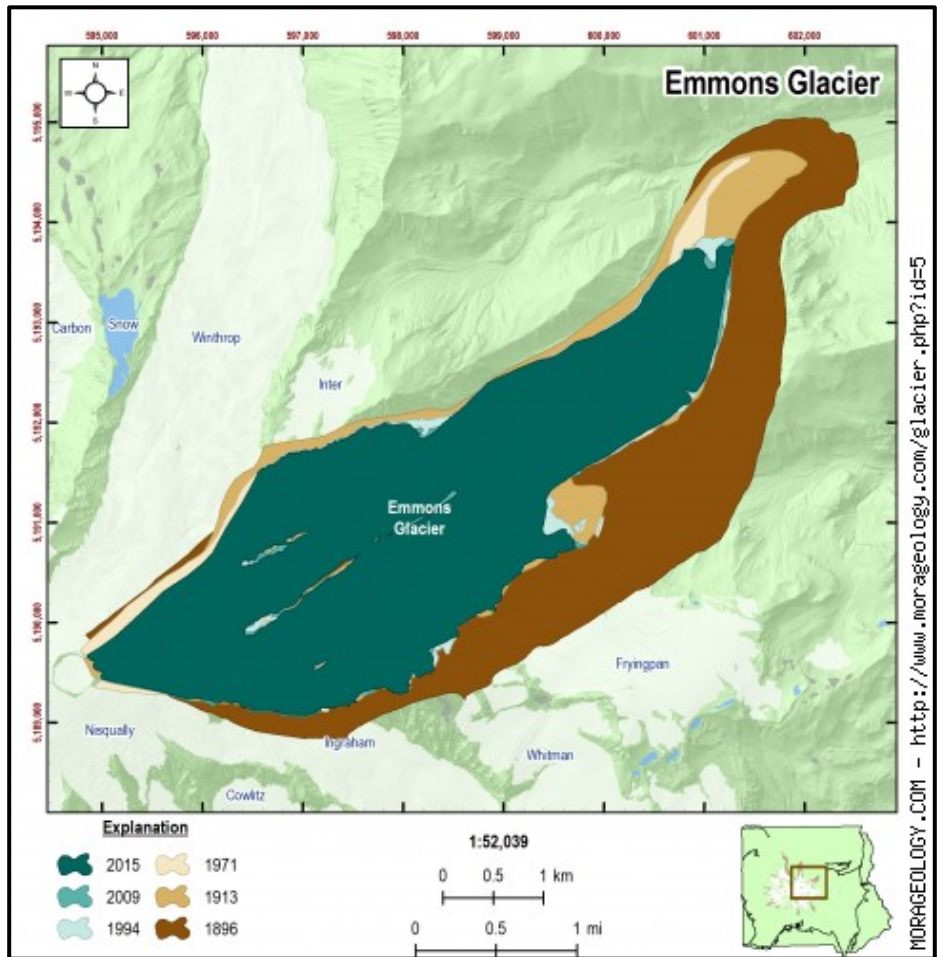 595,000 596,000 597,000 598,000 599,000 600,000 601,000 602,000
N
W E
S
Emmons Glacier
5,195,000
5,194,000
5,193,000
5,192,000
5,191,000
5,190,000
5,189,000
Carbon
Snow
Winthrop
Inter
Emmons
Glacier
Fryingpan
Nisqually
Ingraham
Whitman
Cowlitz
Explanation
2015 1971
2009 1913
1994 1896
1:52,039
0 0.5 1 km
0 0.5 1 mi
MORAGEOLOGY.COM - http://www.morageology.com/glacier.php?id=5